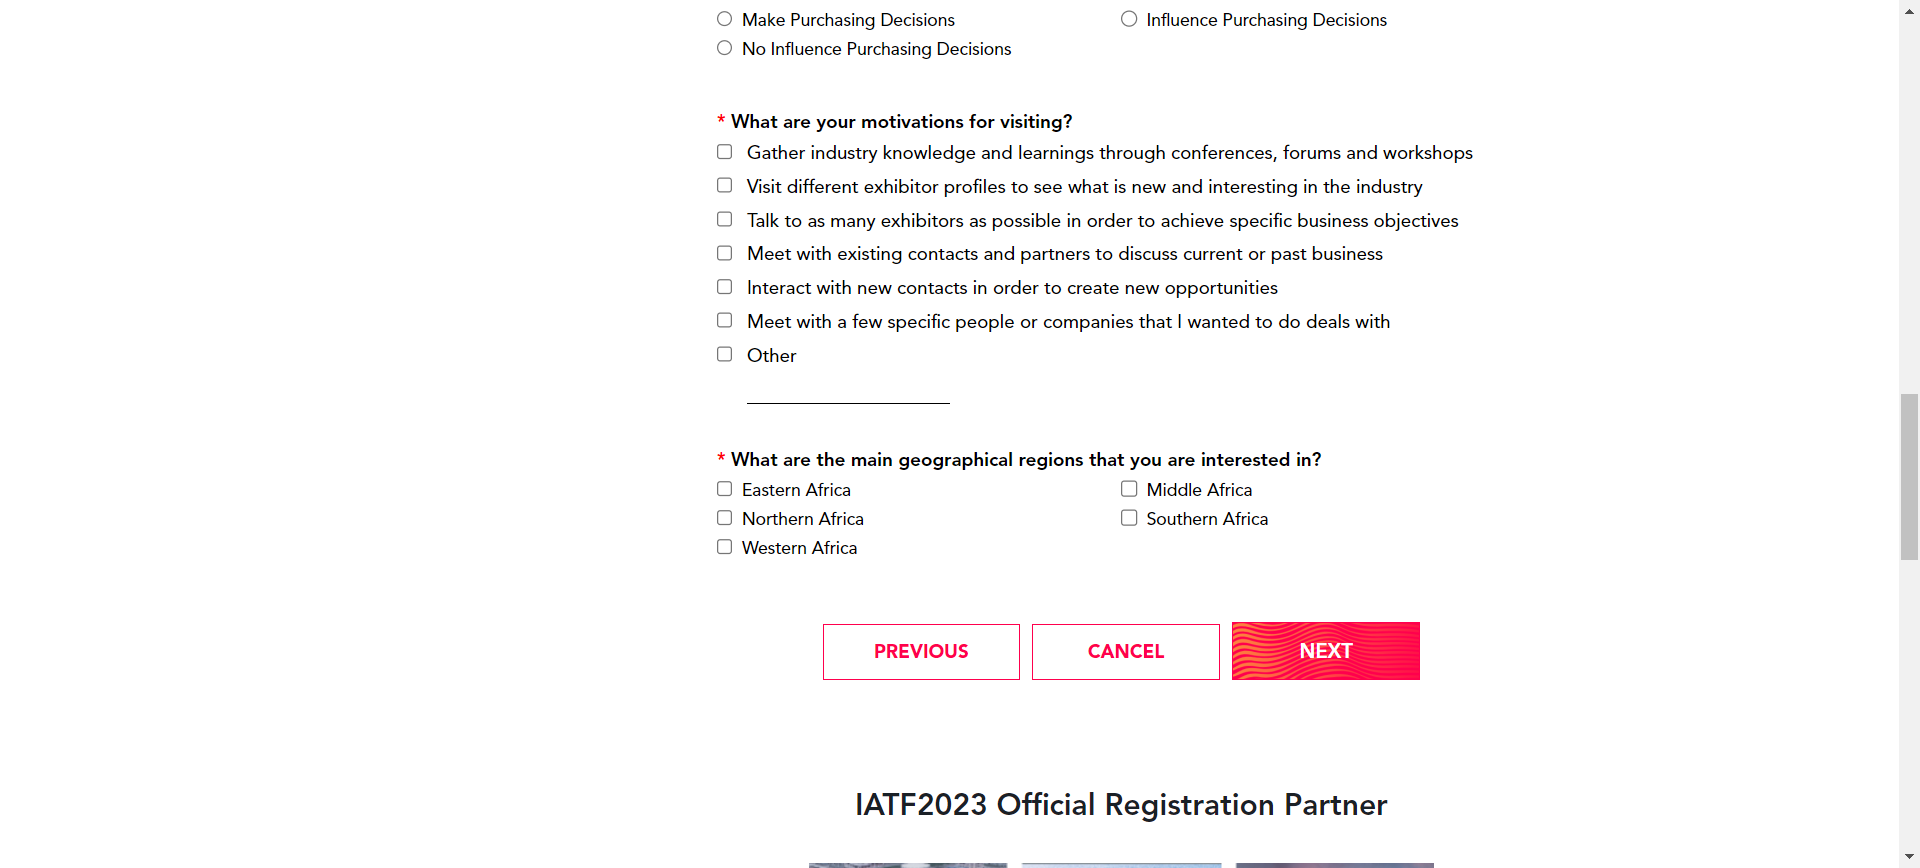 Make Purchasing Decisions
Influence Purchasing Decisions
No Influence Purchasing Decisions
* What are your motivations for visiting?
Gather industry knowledge and learnings through conferences, forums and workshops
Visit different exhibitor profiles to see what is new and interesting in the industry
Talk to as many exhibitors as possible in order to achieve specific business objectives
Meet with existing contacts and partners to discuss current or past business
Interact with new contacts in order to create new opportunities
Meet with a few specific people or companies that I wanted to do deals with
Other
* What are the main geographical regions that you are interested in?
Eastern Africa
Middle Africa
Northern Africa
Southern Africa
Western Africa
PREVIOUS
CANCEL
NEXT
IATF2023 Official Registration Partner